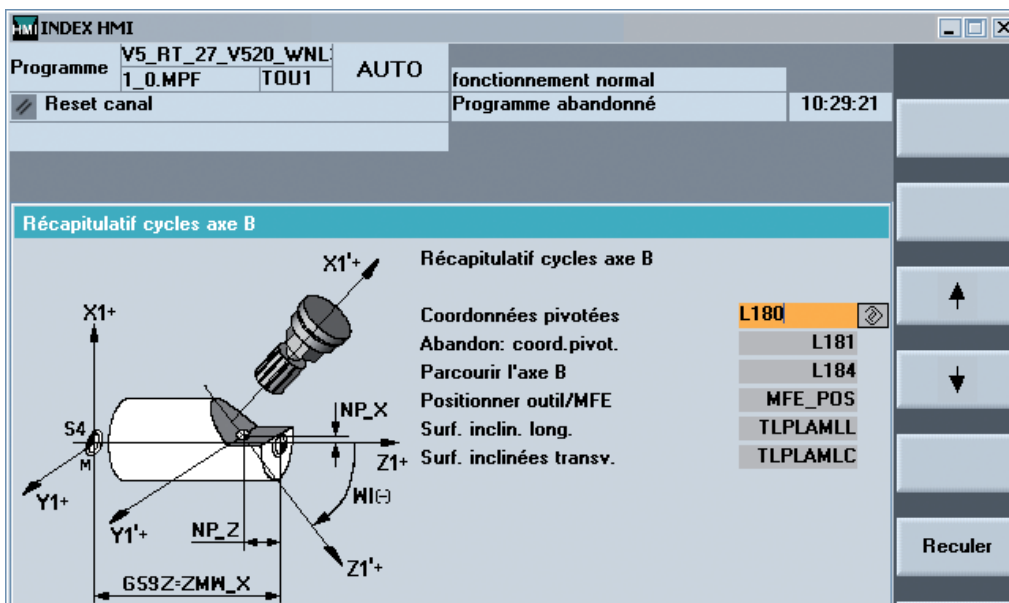 HMI INDEX HMI
Programme V5_RT_27_V520_WNL
1_0.MPF TOU1 AUTO
fonctionnement normal
Reset canal Programme abandonné 10:29:21
Récapitulatif cycles axe B
Récapitulatif cycles axe B
Coordonnées pivotées L180
Abandon: coord.pivot. L181
Parcourir l'axe B L184
Positionner outil/MFE MFE_POS
Surf. inclin. long. TLPLAMLL
Surf. inclinées transv. TLPLAMLC
X1'+
X1+
NP_X
S4
M
Z1+
Y1+
WI(-)
Y1'+
NP_Z
Z1'+
G59Z=ZMW_X
Reculer